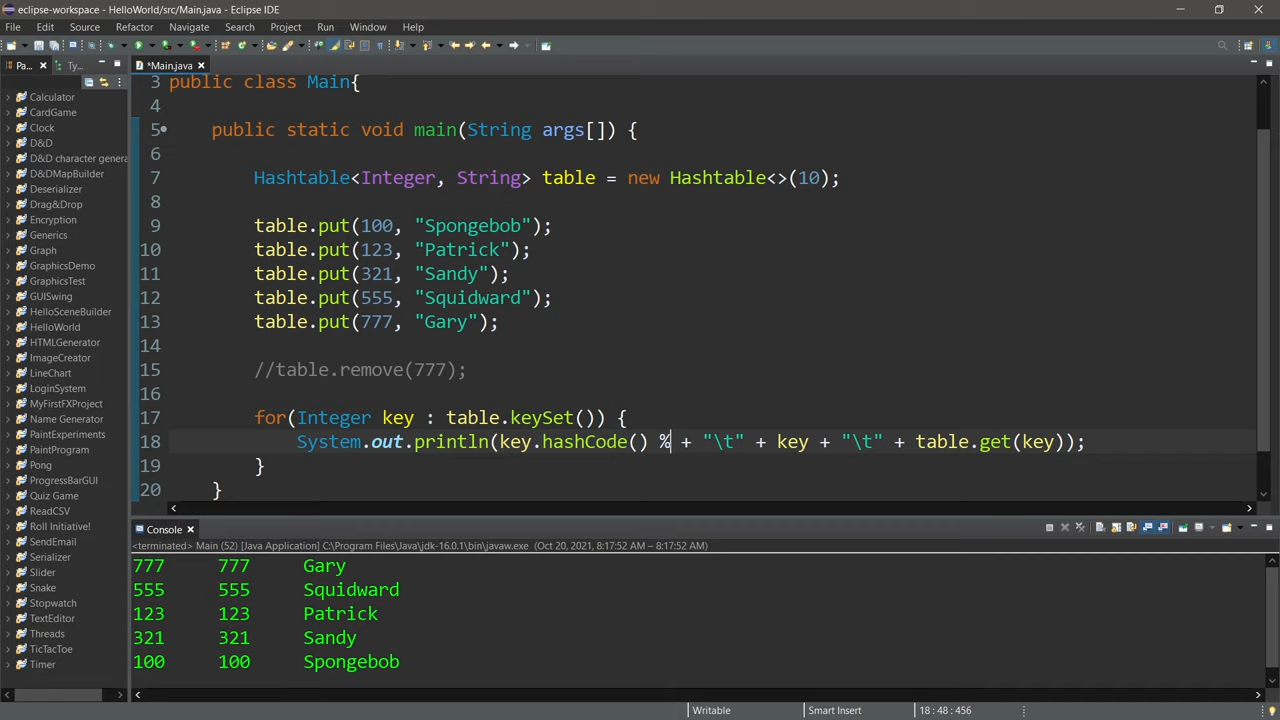 eclipse-workspace - HelloWorld/src/Main.java - Eclipse IDE
File Edit Source Refactor Navigate Search Project Run Window Help
Pa... Ty... *Main.java
Calculator
CardGame
Clock
D&D
D&D character genera
D&DMapBuilder
Deserializer
Drag&Drop
Encryption
Generics
Graph
GraphicsDemo
GraphicsTest
GUISwing
HelloSceneBuilder
HelloWorld
HTMLGenerator
ImageCreator
LineChart
LoginSystem
MyFirstFXProject
Name Generator
PaintExperiments
PaintProgram
Pong
ProgressBarGUI
Quiz Game
ReadCSV
Roll Initiative!
SendEmail
Serializer
Slider
Snake
Stopwatch
TextEditor
Threads
TicTacToe
Timer
3 public class Main{
4
5 public static void main(String args[]) {
6
7 Hashtable<Integer, String> table = new Hashtable<>(10);
8
9 table.put(100, "Spongebob");
10 table.put(123, "Patrick");
11 table.put(321, "Sandy");
12 table.put(555, "Squidward");
13 table.put(777, "Gary");
14
15 //table.remove(777);
16
17 for(Integer key : table.keySet()) {
18 System.out.println(key.hashCode() % + "\t" + key + "\t" + table.get(key));
19 }
20 }
Console
<terminated> Main (52) [Java Application] C:\Program Files\Java\jdk-16.0.1\bin\javaw.exe (Oct 20, 2021, 8:17:52 AM – 8:17:52 AM)
777 777 Gary
555 555 Squidward
123 123 Patrick
321 321 Sandy
100 100 Spongebob
Writable Smart Insert 18 : 48 : 456